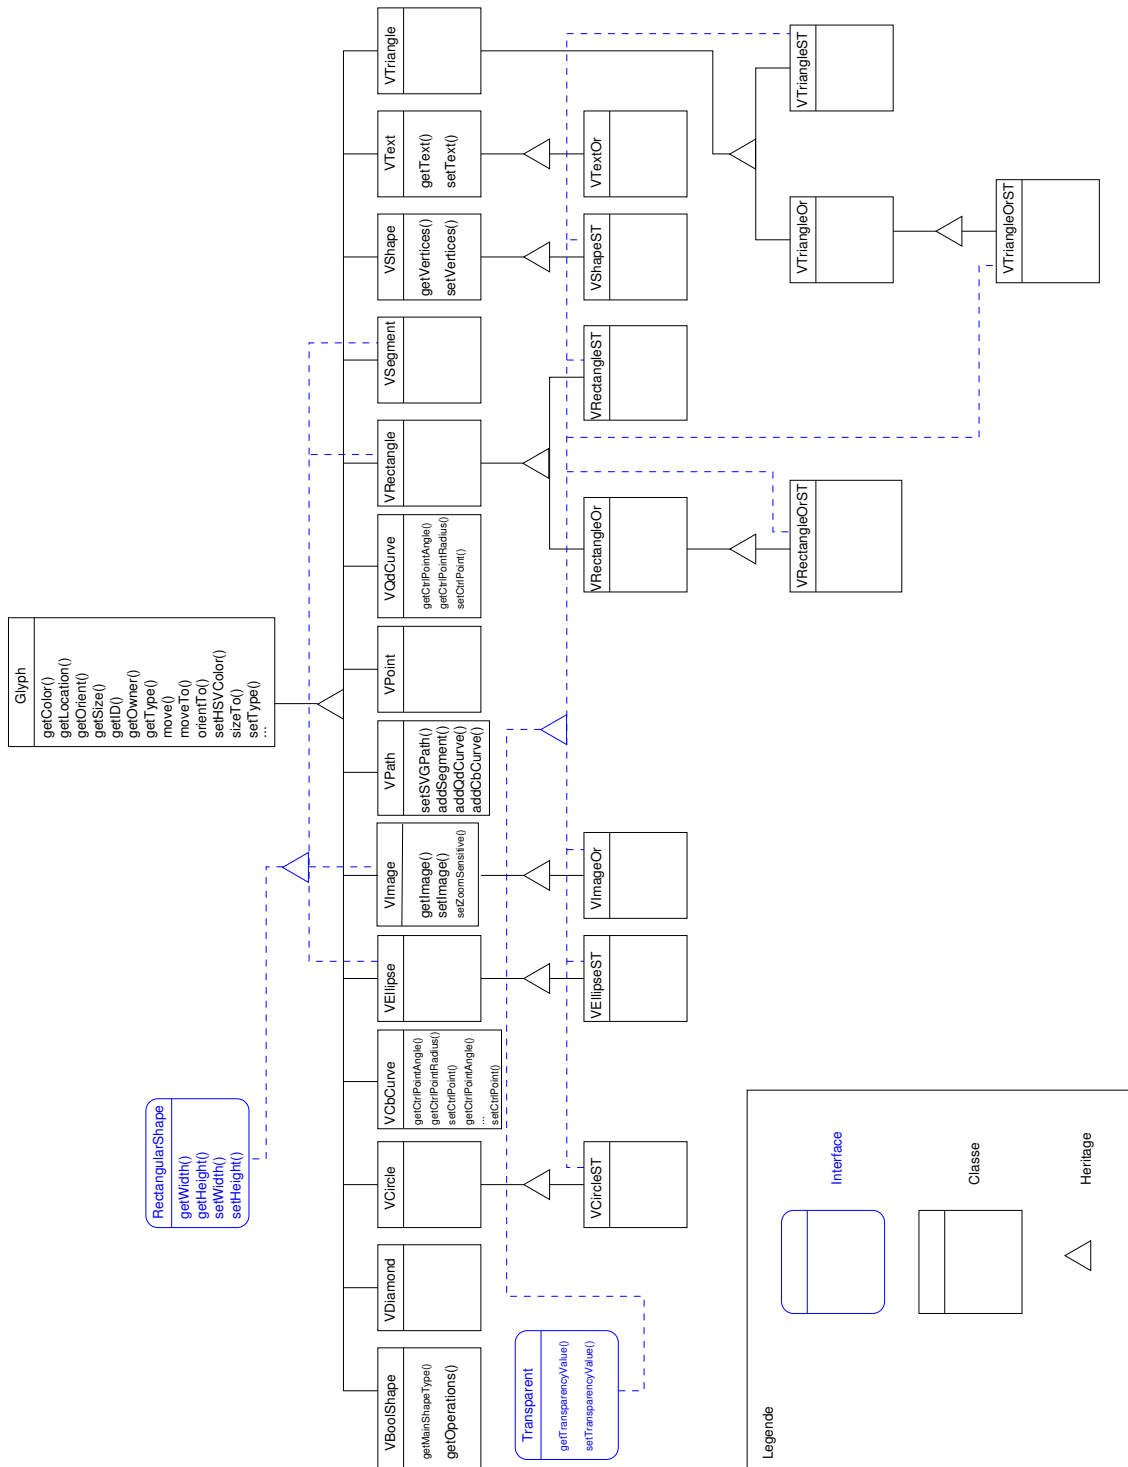 Glyph
getColor()
getLocation()
getOrient()
getSize()
getID()
getOwner()
getType()
move()
moveTo()
orientTo()
setHSVColor()
sizeTo()
setType()
...
RectangularShape
getWidth()
getHeight()
setWidth()
setHeight()
VBoolShape
getMainShapeType()
getOperations()
VDiamond
VCircle
VCbCurve
getCtrlPointAngle()
getCtrlPointRadius()
setCtrlPoint()
getCtrlPointAngle()
...
setCtrlPoint()
VEllipse
VImage
getImage()
setImage()
setZoomSensitive()
VPath
setSVGPath()
addSegment()
addQdCurve()
addCbCurve()
VPoint
VQdCurve
getCtrlPointAngle()
getCtrlPointRadius()
setCtrlPoint()
VRectangle
VSegment
VShape
getVertices()
setVertices()
VText
getText()
setText()
VTriangle
Transparent
getTransparencyValue()
setTransparencyValue()
VCircleST
VEllipseST
VImageOr
VRectangleOr
VRectangleST
VShapeST
VTextOr
VRectangleOrST
VTriangleOr
VTriangleST
VTriangleOrST
Legende
Interface
Classe
Heritage